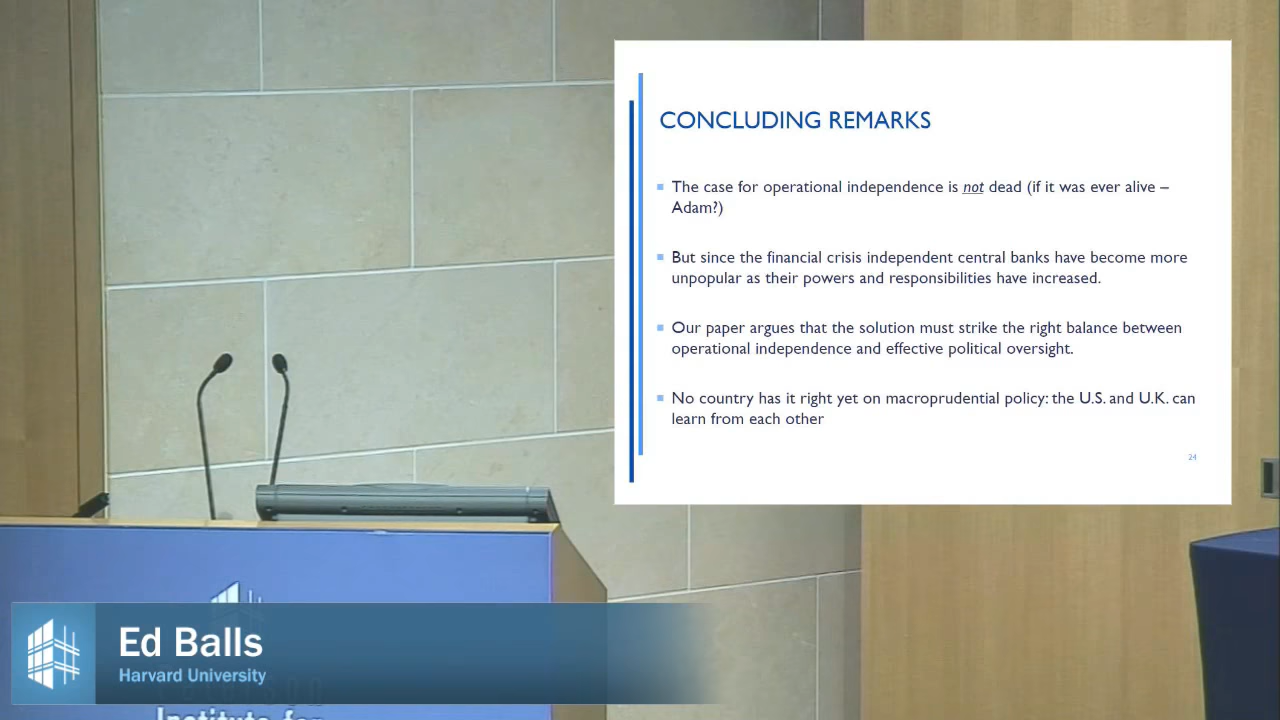 CONCLUDING REMARKS
The case for operational independence is not dead (if it was ever alive –
Adam?)
But since the financial crisis independent central banks have become more
unpopular as their powers and responsibilities have increased.
Our paper argues that the solution must strike the right balance between
operational independence and effective political oversight.
No country has it right yet on macroprudential policy: the U.S. and U.K. can
learn from each other
24
Ed Balls
Harvard University
Institute for